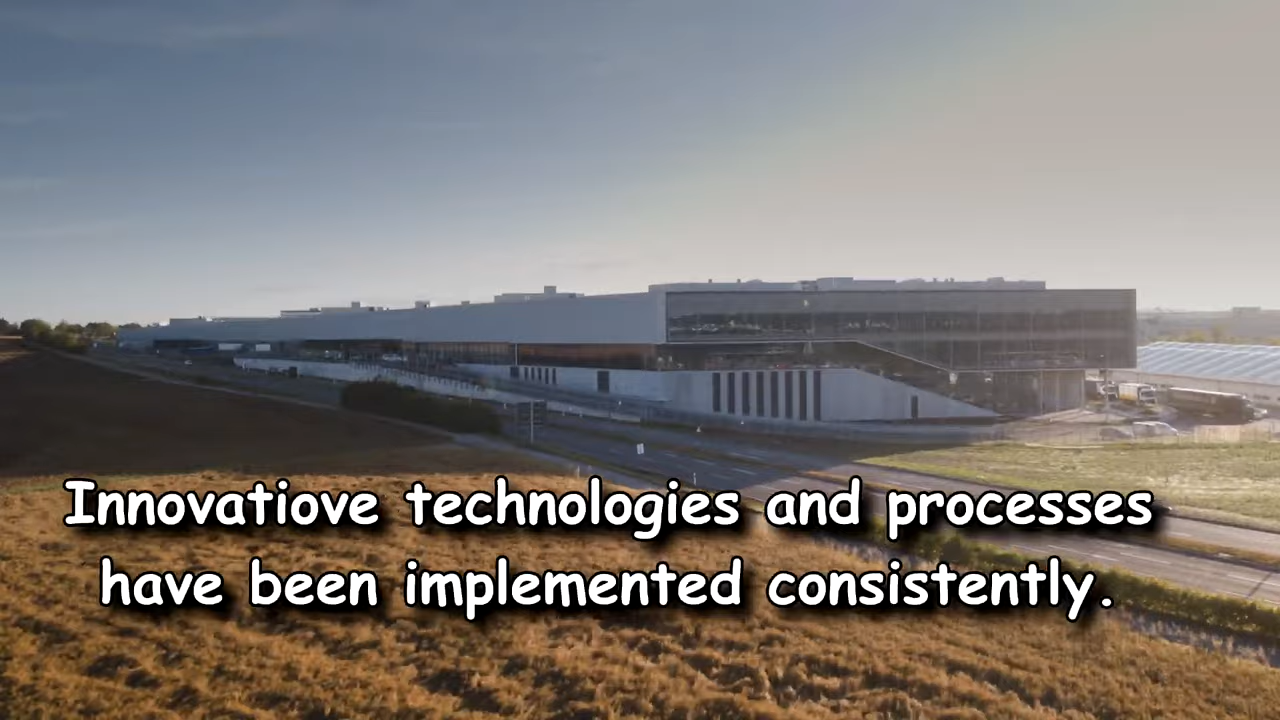 Innovatiove technologies and processes
have been implemented consistently.